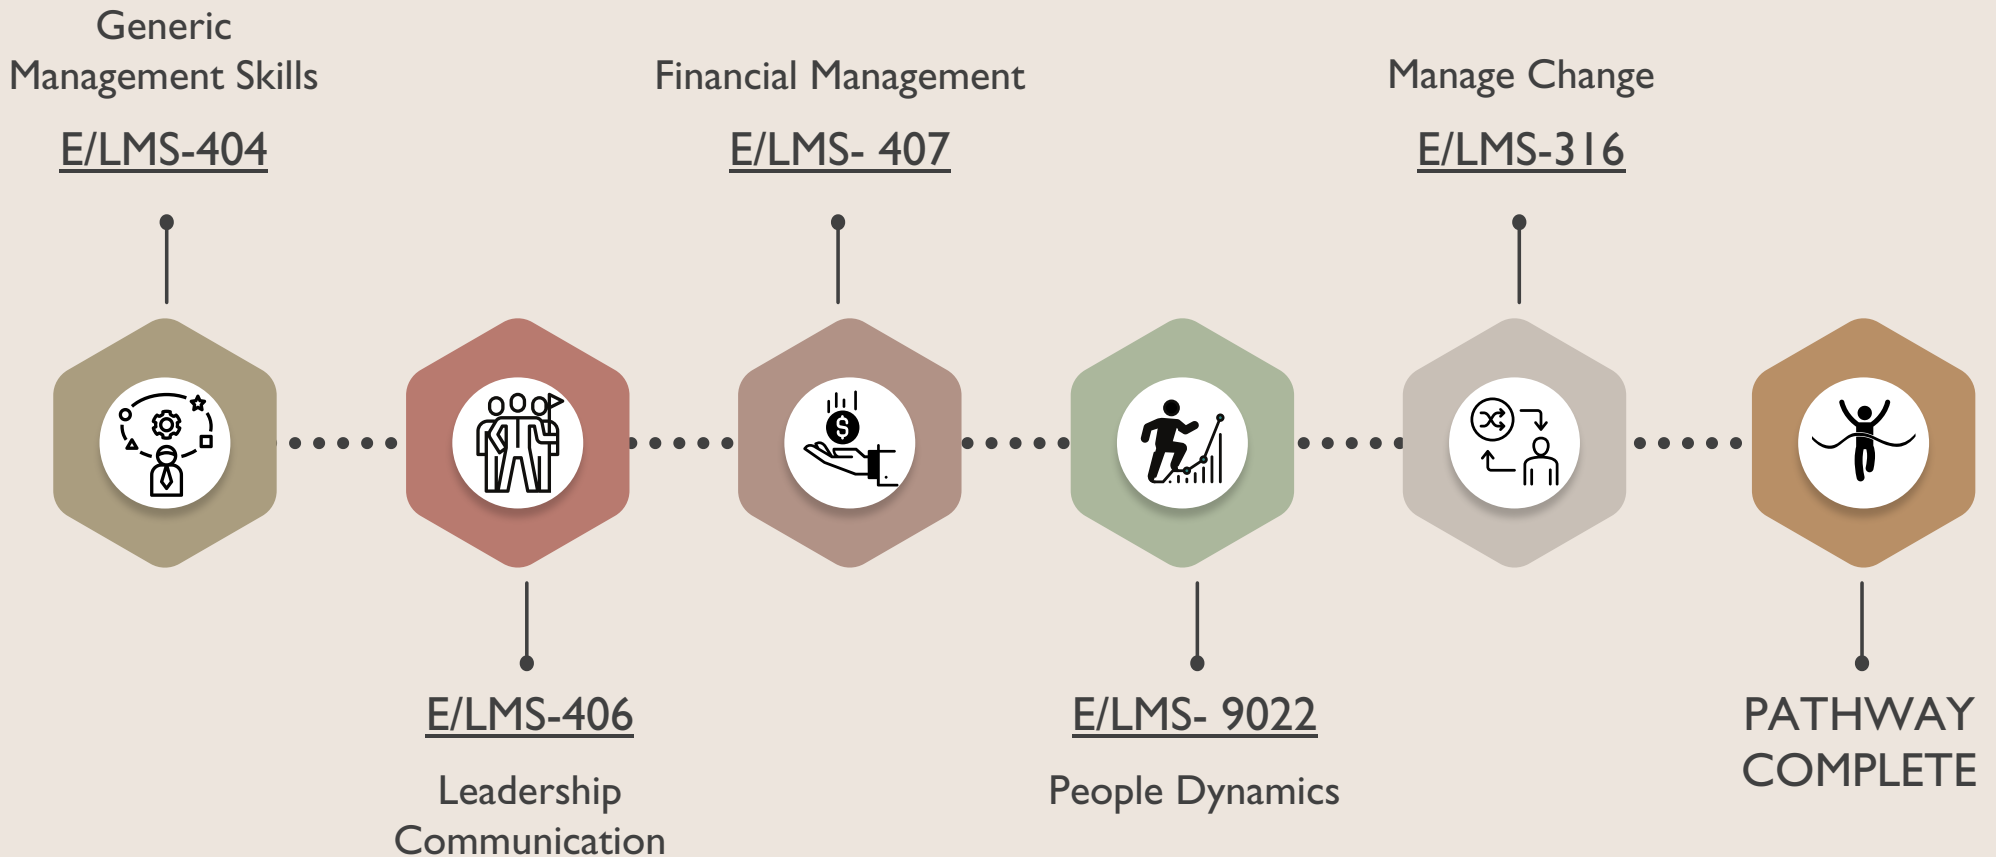 Generic
Management Skills
E/LMS-404
E/LMS-406
Leadership
Communication
Financial Management
E/LMS- 407
$
E/LMS- 9022
People Dynamics
Manage Change
E/LMS-316
PATHWAY
COMPLETE